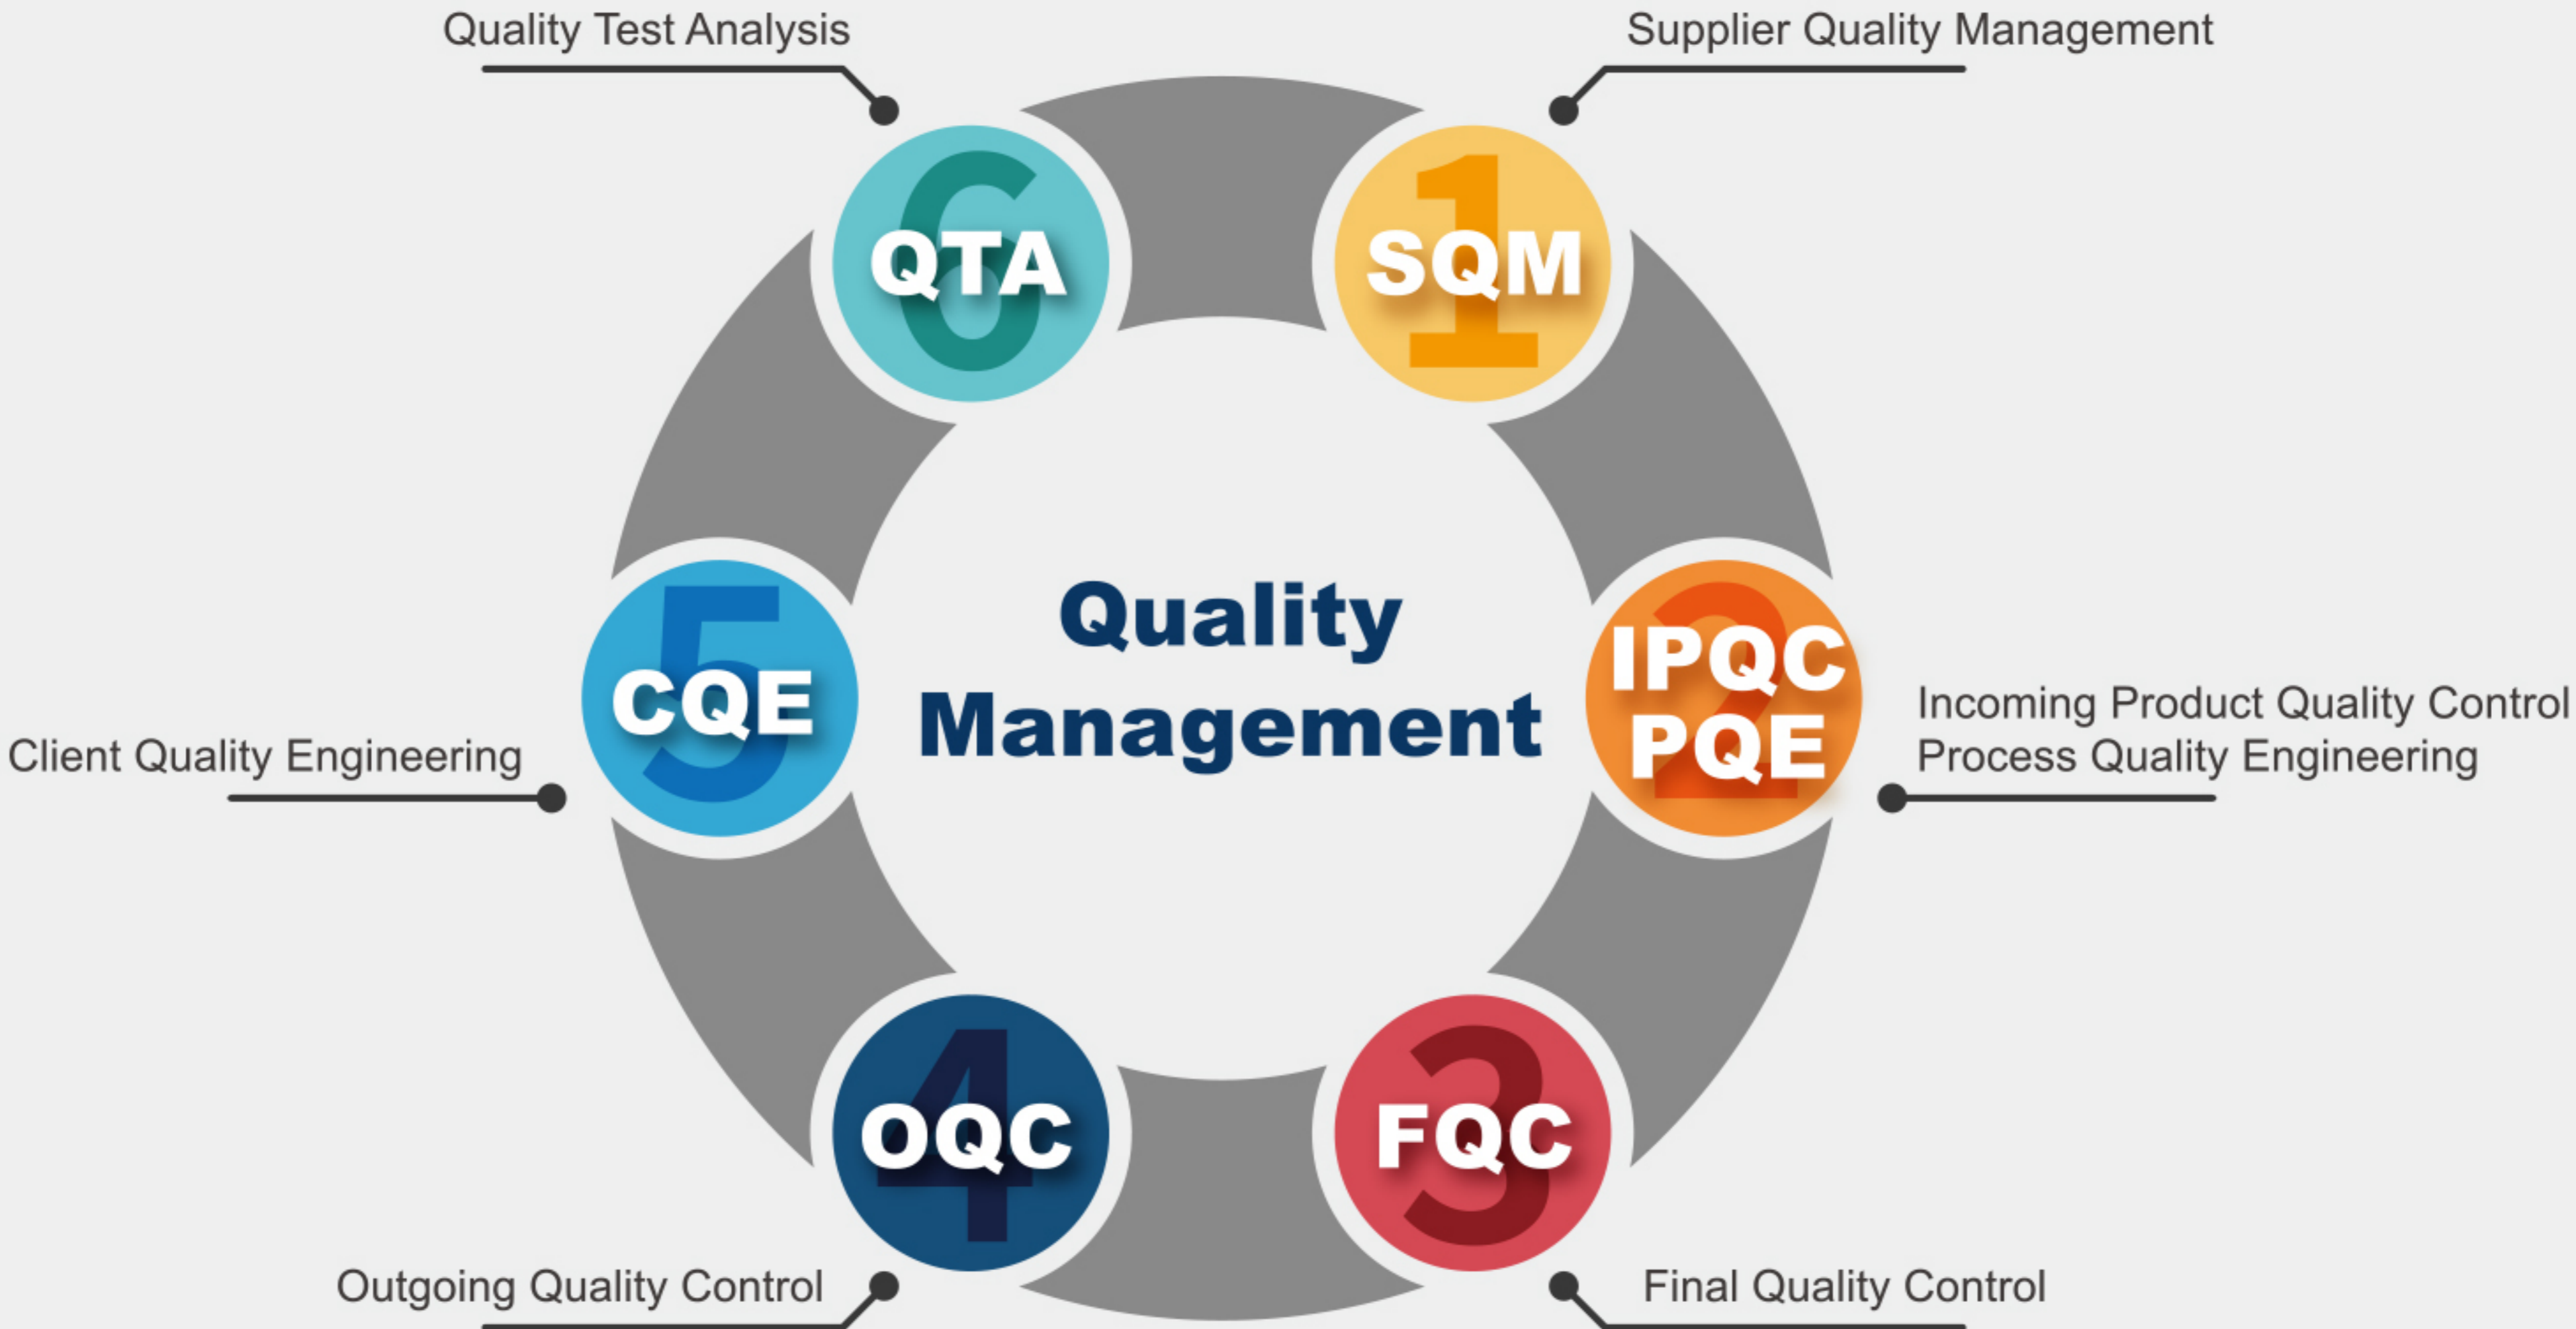 Quality Test Analysis
Supplier Quality Management
6
QTA
1
SQM
Quality
Management
5
CQE
Client Quality Engineering
2
IPQC
PQE
Incoming Product Quality Control
Process Quality Engineering
4
OQC
Outgoing Quality Control
3
FQC
Final Quality Control